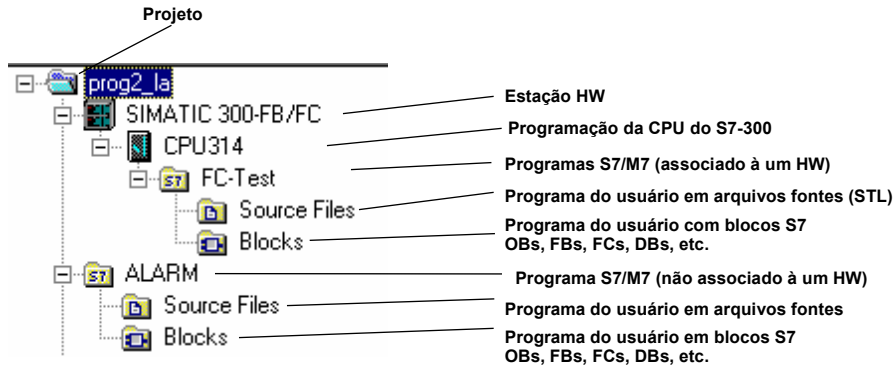 Projeto
prog2_la
SIMATIC 300-FB/FC
Estação HW
CPU314
Programação da CPU do S7-300
S7 FC-Test
Programas S7/M7 (associado à um HW)
Source Files
Programa do usuário em arquivos fontes (STL)
Blocks
Programa do usuário com blocos S7
OBs, FBs, FCs, DBs, etc.
S7 ALARM
Programa S7/M7 (não associado à um HW)
Source Files
Programa do usuário em arquivos fontes
Blocks
Programa do usuário em blocos S7
OBs, FBs, FCs, DBs, etc.